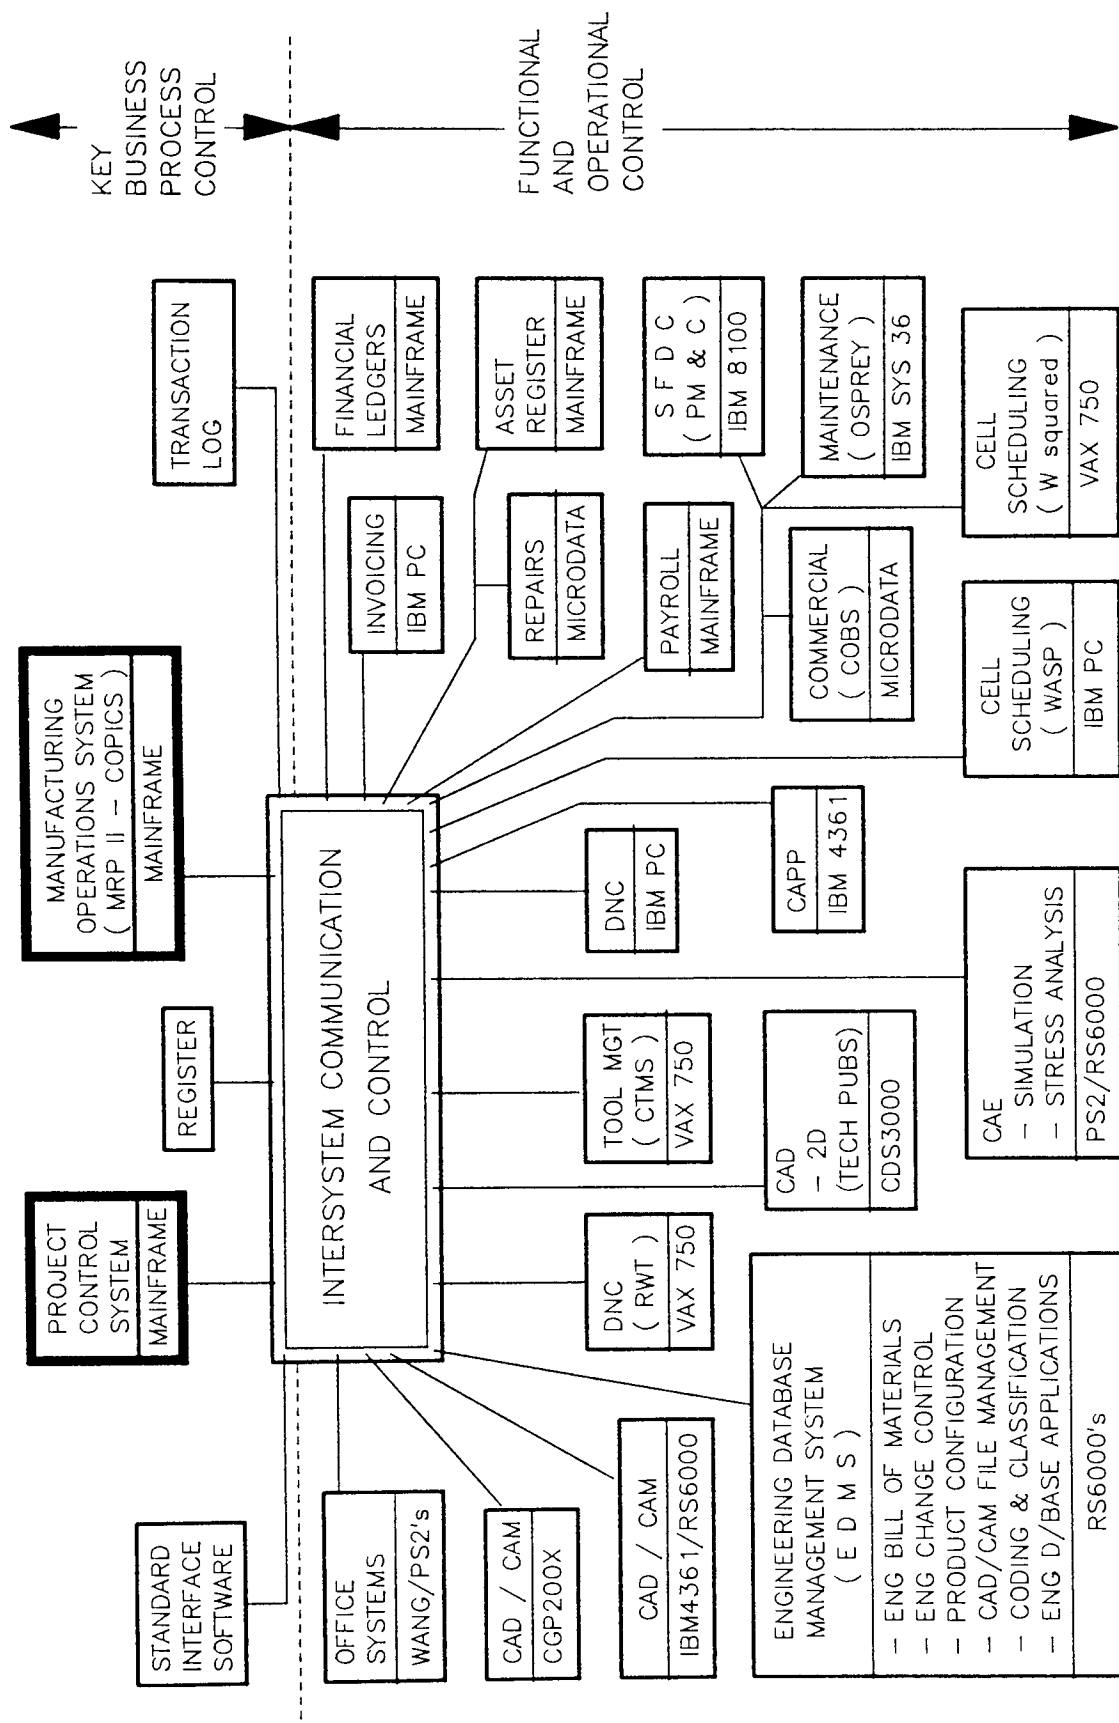 KEY
BUSINESS
PROCESS
CONTROL
FUNCTIONAL
AND
OPERATIONAL
CONTROL
STANDARD
INTERFACE
SOFTWARE
PROJECT
CONTROL
SYSTEM
MAINFRAME
REGISTER
MANUFACTURING
OPERATIONS SYSTEM
( MRP II – COPICS )
MAINFRAME
TRANSACTION
LOG
INTERSYSTEM COMMUNICATION
AND CONTROL
OFFICE
SYSTEMS
WANG/PS2's
CAD / CAM
CGP200X
CAD / CAM
IBM4361/RS6000
ENGINEERING DATABASE
MANAGEMENT SYSTEM
( E D M S )
– ENG BILL OF MATERIALS
– ENG CHANGE CONTROL
– PRODUCT CONFIGURATION
– CAD/CAM FILE MANAGEMENT
– CODING & CLASSIFICATION
– ENG D/BASE APPLICATIONS
RS6000's
DNC
( RWT )
VAX 750
CAD
– 2D
(TECH PUBS)
CDS3000
TOOL MGT
( CTMS )
VAX 750
CAE
– SIMULATION
– STRESS ANALYSIS
PS2/RS6000
DNC
IBM PC
CAPP
IBM 4361
CELL
SCHEDULING
( WASP )
IBM PC
INVOICING
IBM PC
REPAIRS
MICRODATA
PAYROLL
MAINFRAME
COMMERCIAL
( COBS )
MICRODATA
FINANCIAL
LEDGERS
MAINFRAME
ASSET
REGISTER
MAINFRAME
S F D C
( PM & C )
IBM 8100
MAINTENANCE
( OSPREY )
IBM SYS 36
CELL
SCHEDULING
( W squared )
VAX 750